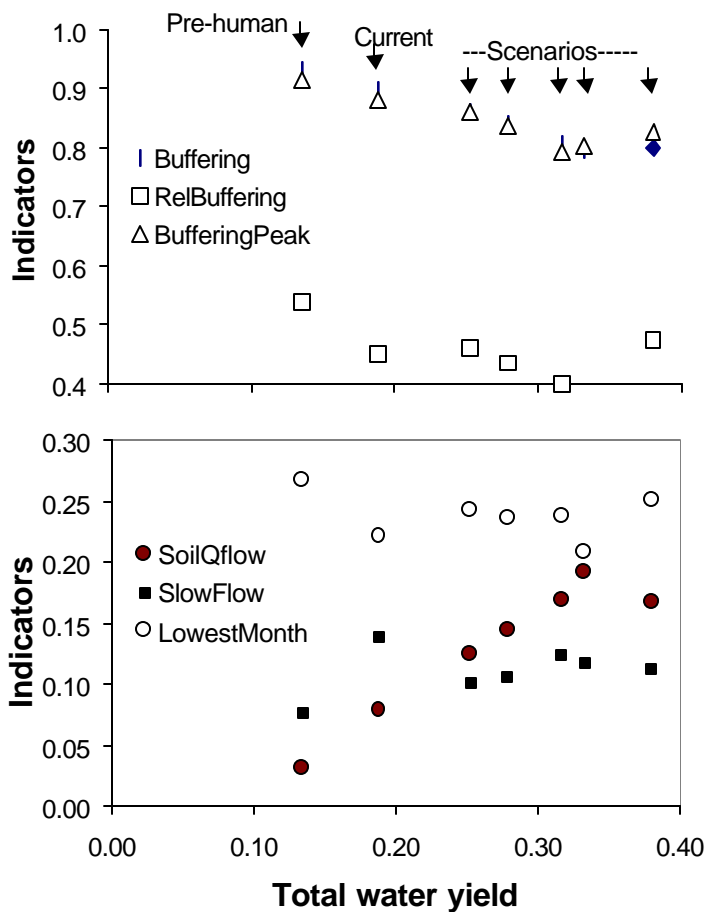 Pre-human
Current
---Scenarios-----
1.0
0.9
0.8
0.7
0.6
0.5
0.4
Indicators
Buffering
RelBuffering
BufferingPeak
0.30
0.25
0.20
0.15
0.10
0.05
0.00
Indicators
SoilQflow
SlowFlow
LowestMonth
0.00 0.10 0.20 0.30 0.40
Total water yield